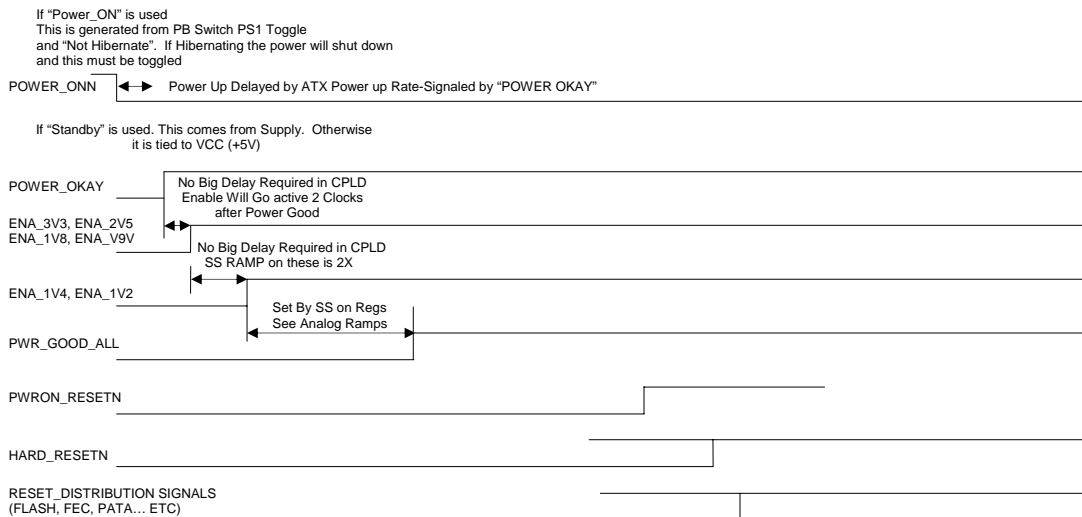 If “Power_ON” is used
This is generated from PB Switch PS1 Toggle
and “Not Hibernate”. If Hibernating the power will shut down
and this must be toggled
POWER_ONN
Power Up Delayed by ATX Power up Rate-Signaled by “POWER OKAY”
If “Standby” is used. This comes from Supply. Otherwise
it is tied to VCC (+5V)
POWER_OKAY
No Big Delay Required in CPLD
Enable Will Go active 2 Clocks
after Power Good
ENA_3V3, ENA_2V5
ENA_1V8, ENA_V9V
No Big Delay Required in CPLD
SS RAMP on these is 2X
ENA_1V4, ENA_1V2
Set By SS on Regs
See Analog Ramps
PWR_GOOD_ALL
PWRON_RESETN
HARD_RESETN
RESET_DISTRIBUTION SIGNALS
(FLASH, FEC, PATA… ETC)